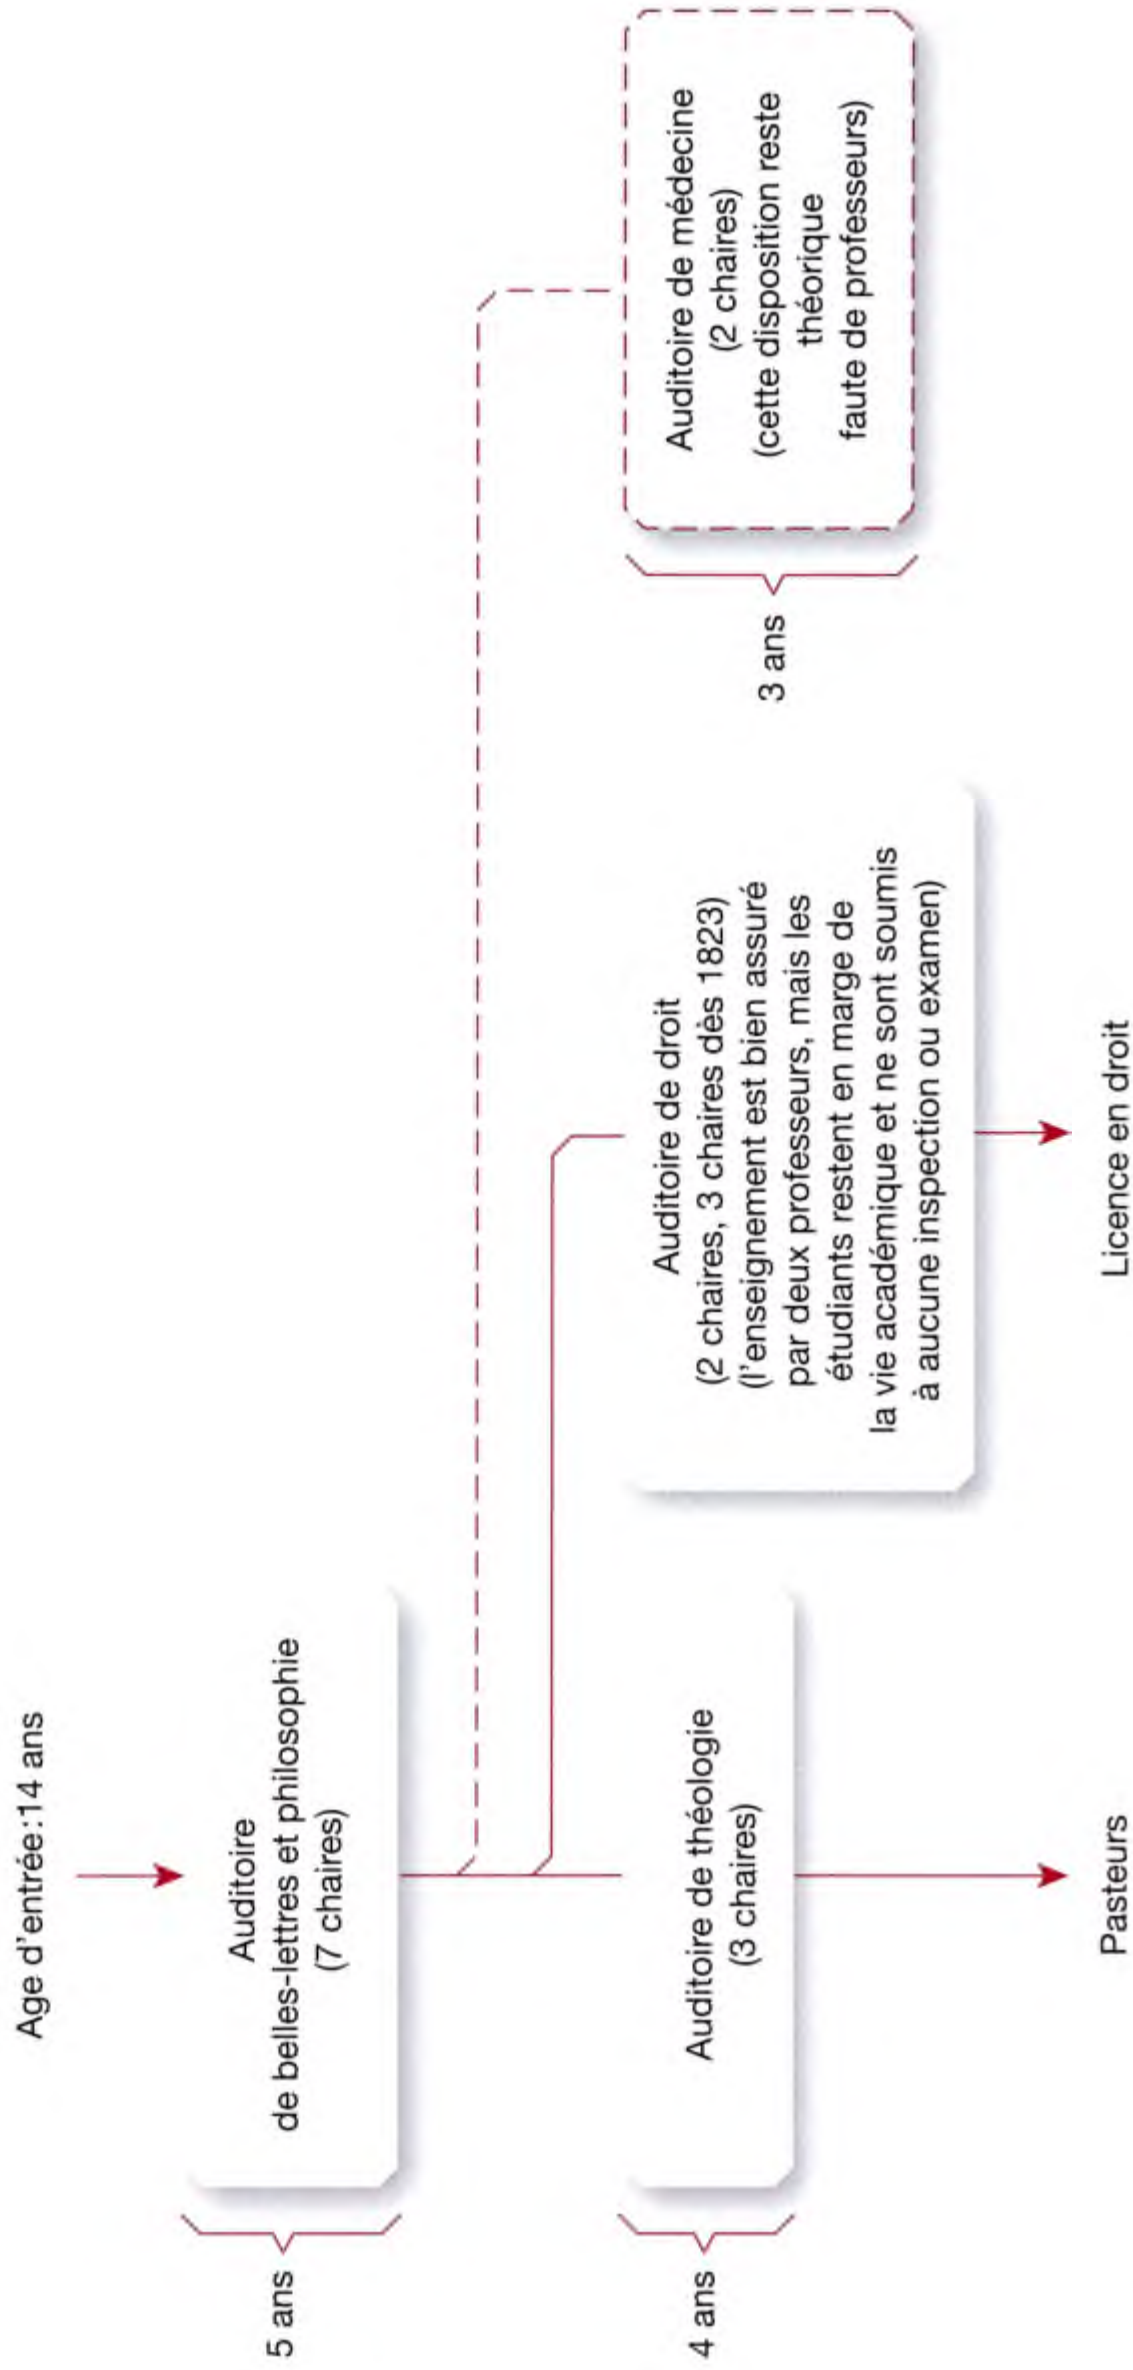 Age d'entrée:14 ans
5 ans
Auditoire
de belles-lettres et philosophie
(7 chaires)
4 ans
Auditoire de théologie
(3 chaires)
Auditoire de droit
(2 chaires, 3 chaires dès 1823)
(l'enseignement est bien assuré
par deux professeurs, mais les
étudiants restent en marge de
la vie académique et ne sont soumis
à aucune inspection ou examen)
3 ans
Auditoire de médecine
(2 chaires)
(cette disposition reste
théorique
faute de professeurs)
Pasteurs
Licence en droit